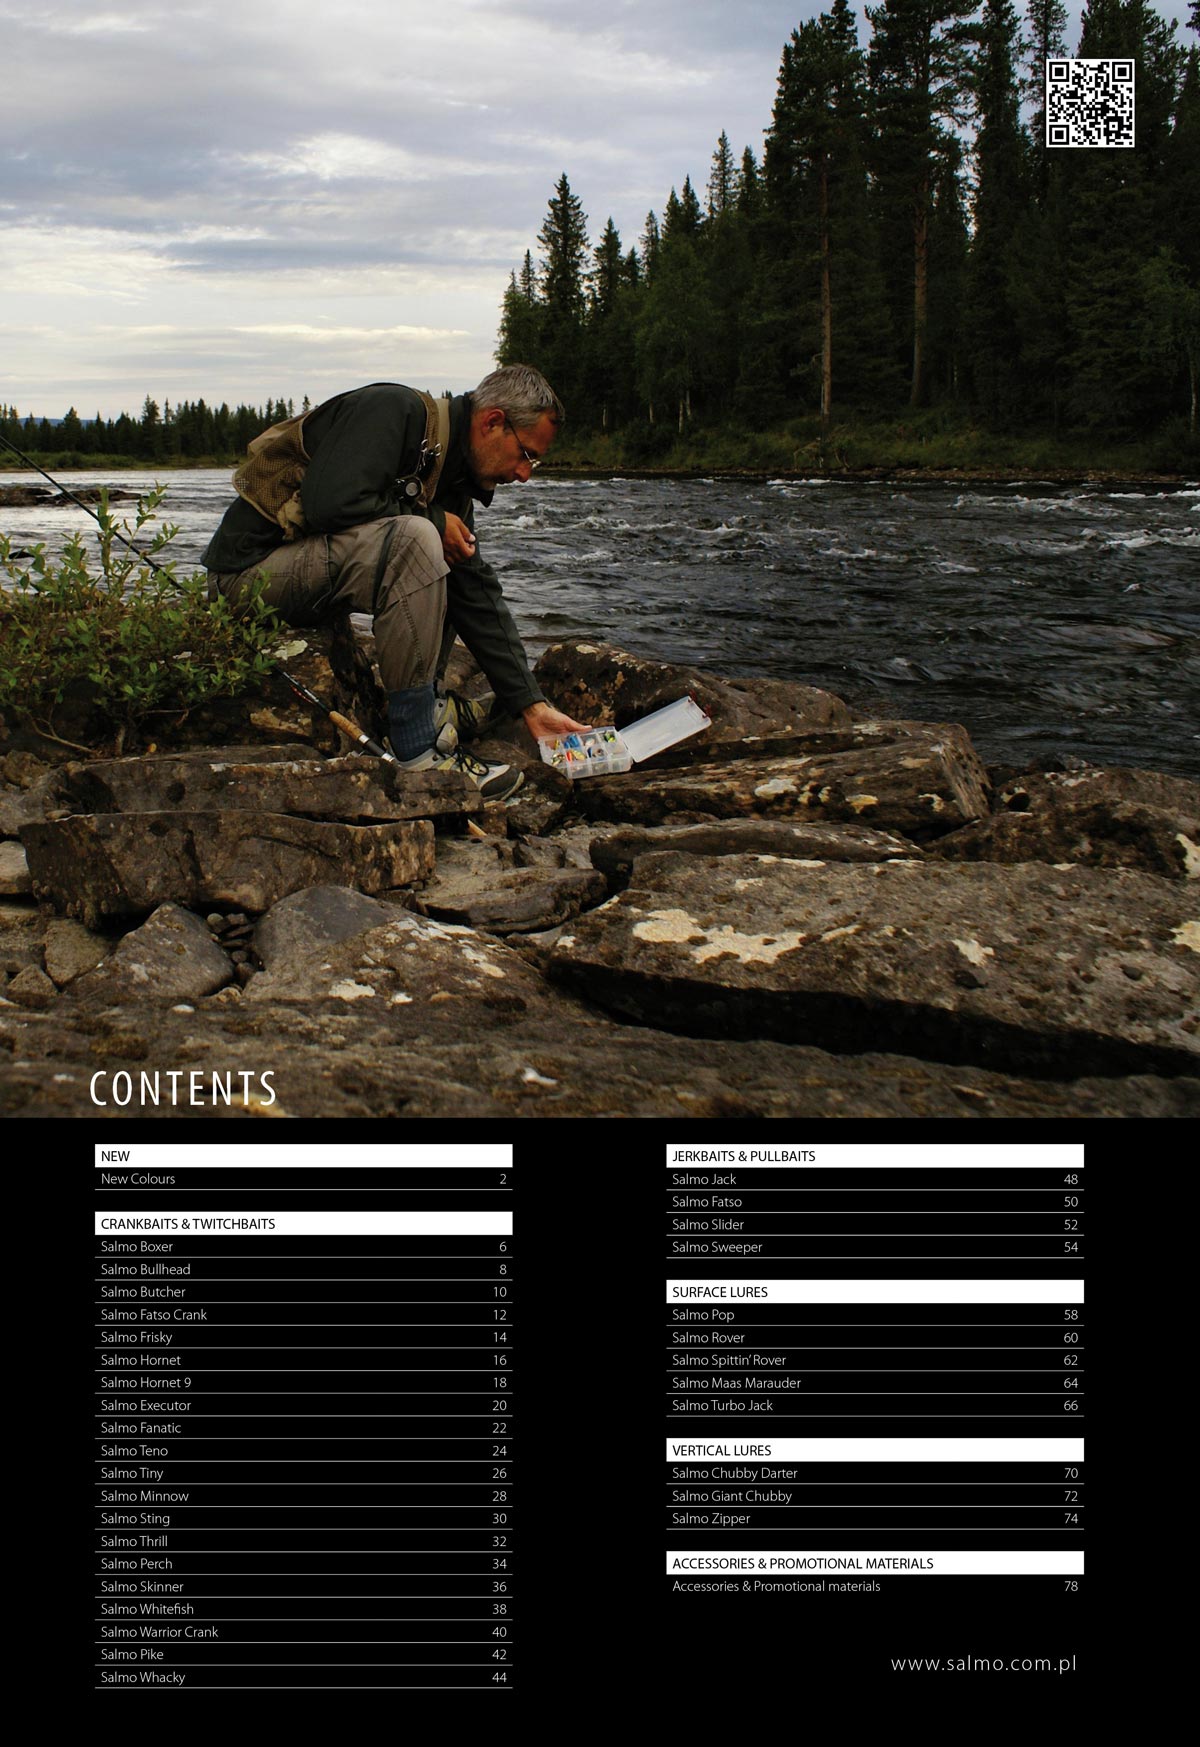 CONTENTS
NEW
New Colours 2
CRANKBAITS & TWITCHBAITS
Salmo Boxer 6
Salmo Bullhead 8
Salmo Butcher 10
Salmo Fatso Crank 12
Salmo Frisky 14
Salmo Hornet 16
Salmo Hornet 9 18
Salmo Executor 20
Salmo Fanatic 22
Salmo Teno 24
Salmo Tiny 26
Salmo Minnow 28
Salmo Sting 30
Salmo Thrill 32
Salmo Perch 34
Salmo Skinner 36
Salmo Whitefish 38
Salmo Warrior Crank 40
Salmo Pike 42
Salmo Whacky 44
JERKBAITS & PULLBAITS
Salmo Jack 48
Salmo Fatso 50
Salmo Slider 52
Salmo Sweeper 54
SURFACE LURES
Salmo Pop 58
Salmo Rover 60
Salmo Spittin’ Rover 62
Salmo Maas Marauder 64
Salmo Turbo Jack 66
VERTICAL LURES
Salmo Chubby Darter 70
Salmo Giant Chubby 72
Salmo Zipper 74
ACCESSORIES & PROMOTIONAL MATERIALS
Accessories & Promotional materials 78
www.salmo.com.pl